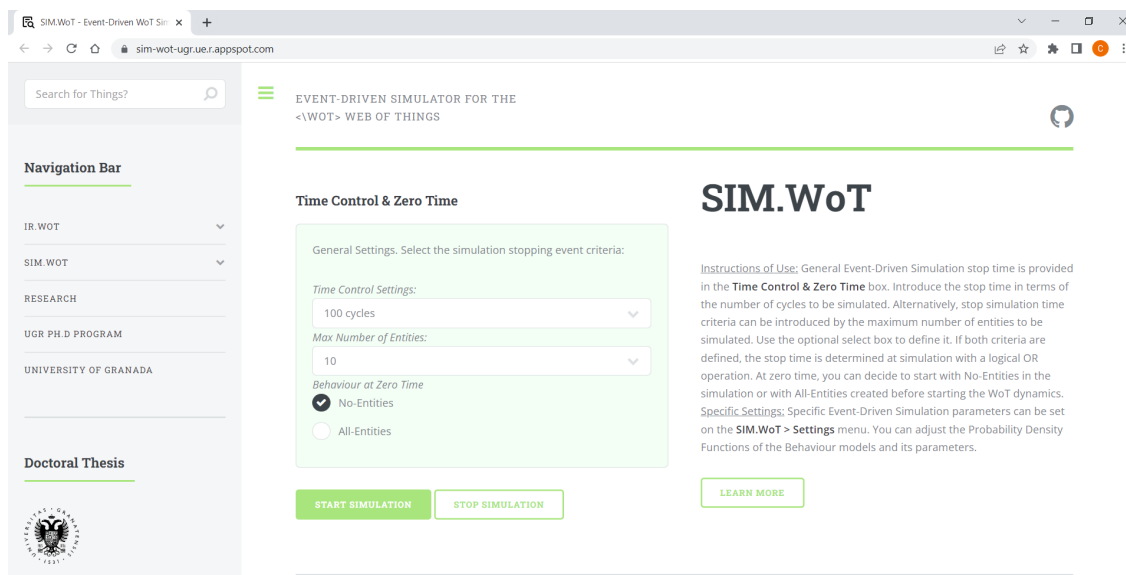 SIM.WoT - Event-Driven WoT Sim
sim-wot-ugr.ue.r.appspot.com
C
Search for Things?
Navigation Bar
IR.WOT
SIM.WOT
RESEARCH
UGR PH.D PROGRAM
UNIVERSITY OF GRANADA
Doctoral Thesis
EVENT-DRIVEN SIMULATOR FOR THE
<\WOT> WEB OF THINGS
Time Control & Zero Time
General Settings. Select the simulation stopping event criteria:
Time Control Settings:
100 cycles
Max Number of Entities:
10
Behaviour at Zero Time
No-Entities
All-Entities
START SIMULATION
STOP SIMULATION
SIM.WoT
Instructions of Use: General Event-Driven Simulation stop time is provided
in the Time Control & Zero Time box. Introduce the stop time in terms of
the number of cycles to be simulated. Alternatively, stop simulation time
criteria can be introduced by the maximum number of entities to be
simulated. Use the optional select box to define it. If both criteria are
defined, the stop time is determined at simulation with a logical OR
operation. At zero time, you can decide to start with No-Entities in the
simulation or with All-Entities created before starting the WoT dynamics.
Specific Settings: Specific Event-Driven Simulation parameters can be set
on the SIM.WoT > Settings menu. You can adjust the Probability Density
Functions of the Behaviour models and its parameters.
LEARN MORE
UNIVERSITAS GRANATENSIS
1531